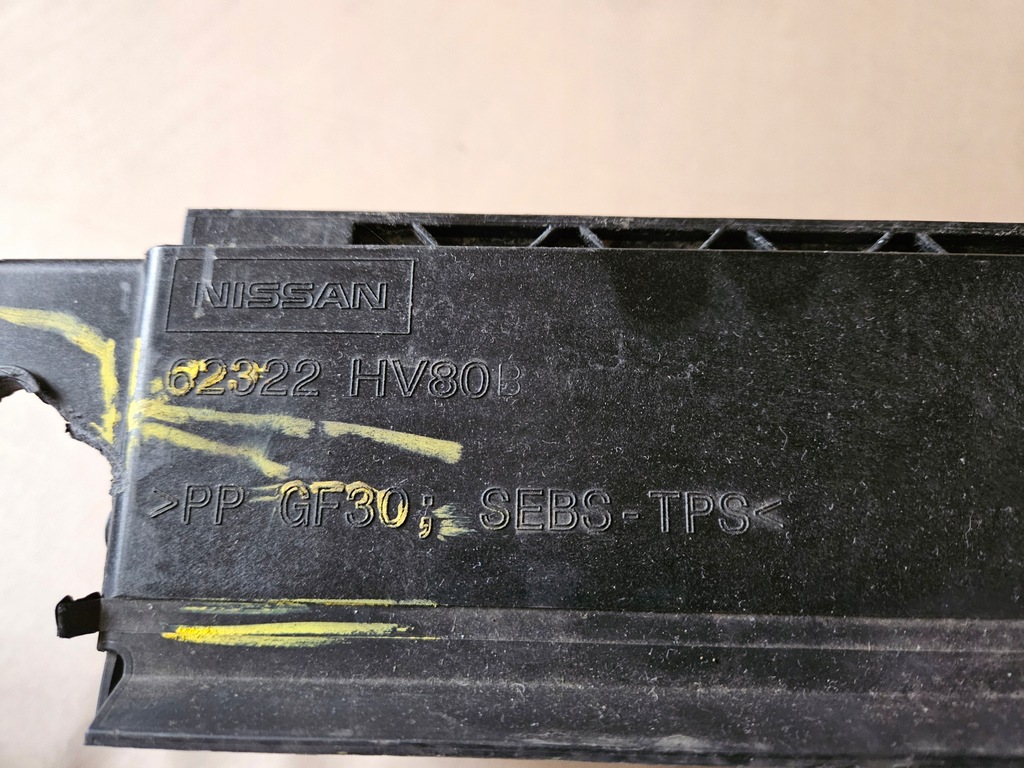 NISSAN
62322 HV80B
>PP GF30; SEBS-TPS<